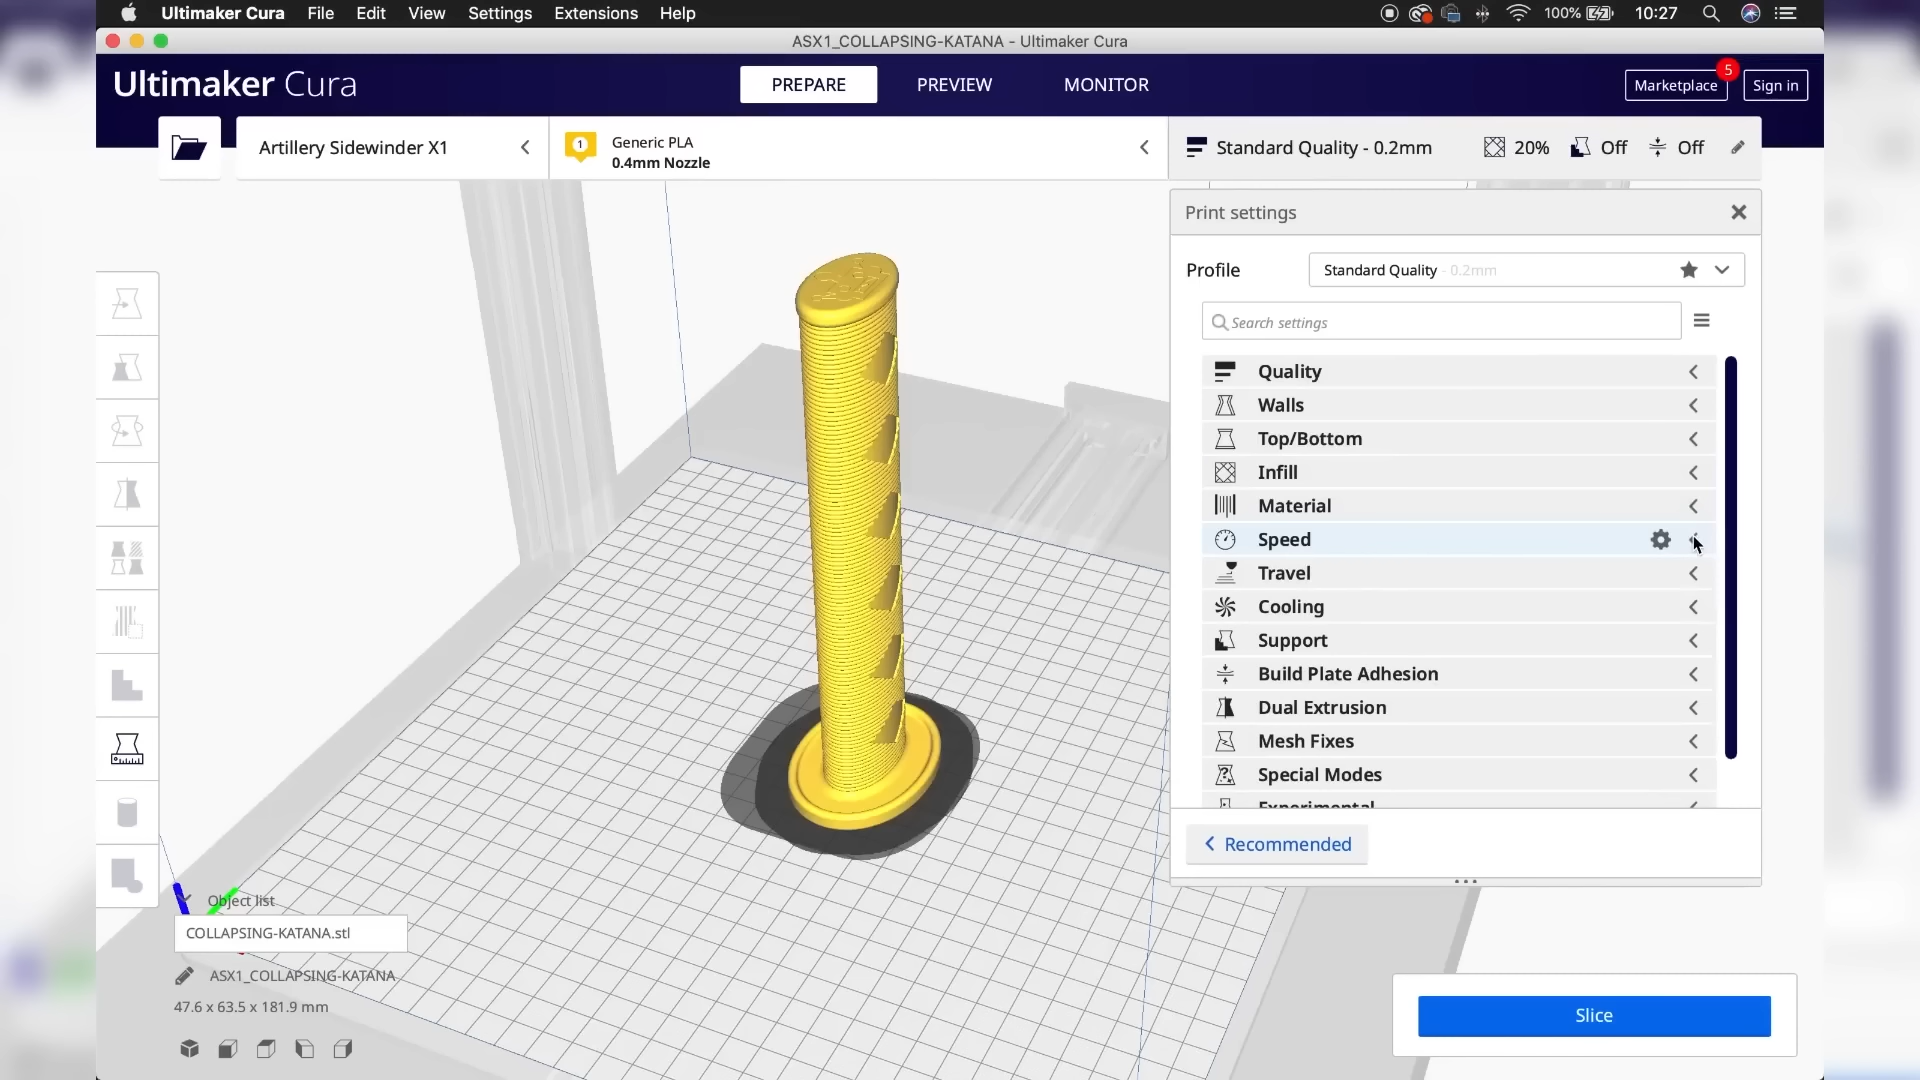 Ultimaker Cura File Edit View Settings Extensions Help 100% 10:27
ASX1_COLLAPSING-KATANA - Ultimaker Cura
Ultimaker Cura
PREPARE PREVIEW MONITOR
Marketplace 5 Sign in
Artillery Sidewinder X1
1 Generic PLA
0.4mm Nozzle
Standard Quality - 0.2mm 20% Off Off
Print settings
Profile Standard Quality - 0.2mm
Search settings
Quality
Walls
Top/Bottom
Infill
Material
Speed
Travel
Cooling
Support
Build Plate Adhesion
Dual Extrusion
Mesh Fixes
Special Modes
Experimental
Recommended
Object list
COLLAPSING-KATANA.stl
ASX1_COLLAPSING-KATANA
47.6 x 63.5 x 181.9 mm
Slice